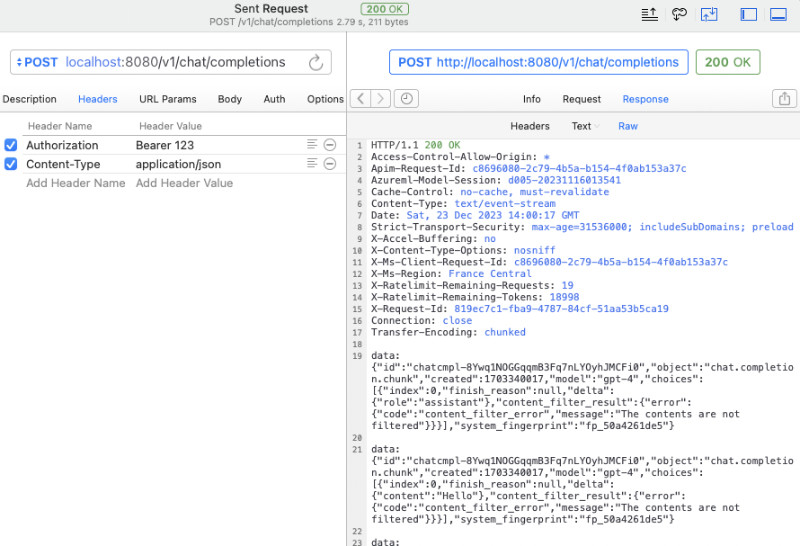 Sent Request
200 OK
POST /v1/chat/completions 2.79 s, 211 bytes
POST localhost:8080/v1/chat/completions
Description Headers URL Params Body Auth Options
Header Name Header Value
Authorization Bearer 123
Content-Type application/json
Add Header Name Add Header Value
POST http://localhost:8080/v1/chat/completions
200 OK
Info Request Response
Headers Text Raw
1 HTTP/1.1 200 OK
2 Access-Control-Allow-Origin: *
3 Apim-Request-Id: c8696080-2c79-4b5a-b154-4f0ab153a37c
4 Azureml-Model-Session: d005-20231116013541
5 Cache-Control: no-cache, must-revalidate
6 Content-Type: text/event-stream
7 Date: Sat, 23 Dec 2023 14:00:17 GMT
8 Strict-Transport-Security: max-age=31536000; includeSubDomains; preload
9 X-Accel-Buffering: no
10 X-Content-Type-Options: nosniff
11 X-Ms-Client-Request-Id: c8696080-2c79-4b5a-b154-4f0ab153a37c
12 X-Ms-Region: France Central
13 X-Ratelimit-Remaining-Requests: 19
14 X-Ratelimit-Remaining-Tokens: 18998
15 X-Request-Id: 819ec7c1-fba9-4787-84cf-51aa53b5ca19
16 Connection: close
17 Transfer-Encoding: chunked
18
19 data:
{"id":"chatcmpl-8Ywq1NOGGqqmB3Fq7nLYOyhJMCFi0","object":"chat.completio
n.chunk","created":1703340017,"model":"gpt-4","choices":
[{"index":0,"finish_reason":null,"delta":
{"role":"assistant"},"content_filter_result":{"error":
{"code":"content_filter_error","message":"The contents are not
filtered"}}}],"system_fingerprint":"fp_50a4261de5"}
20
21 data:
{"id":"chatcmpl-8Ywq1NOGGqqmB3Fq7nLYOyhJMCFi0","object":"chat.completio
n.chunk","created":1703340017,"model":"gpt-4","choices":
[{"index":0,"finish_reason":null,"delta":
{"content":"Hello"},"content_filter_result":{"error":
{"code":"content_filter_error","message":"The contents are not
filtered"}}}],"system_fingerprint":"fp_50a4261de5"}
22
23 data: